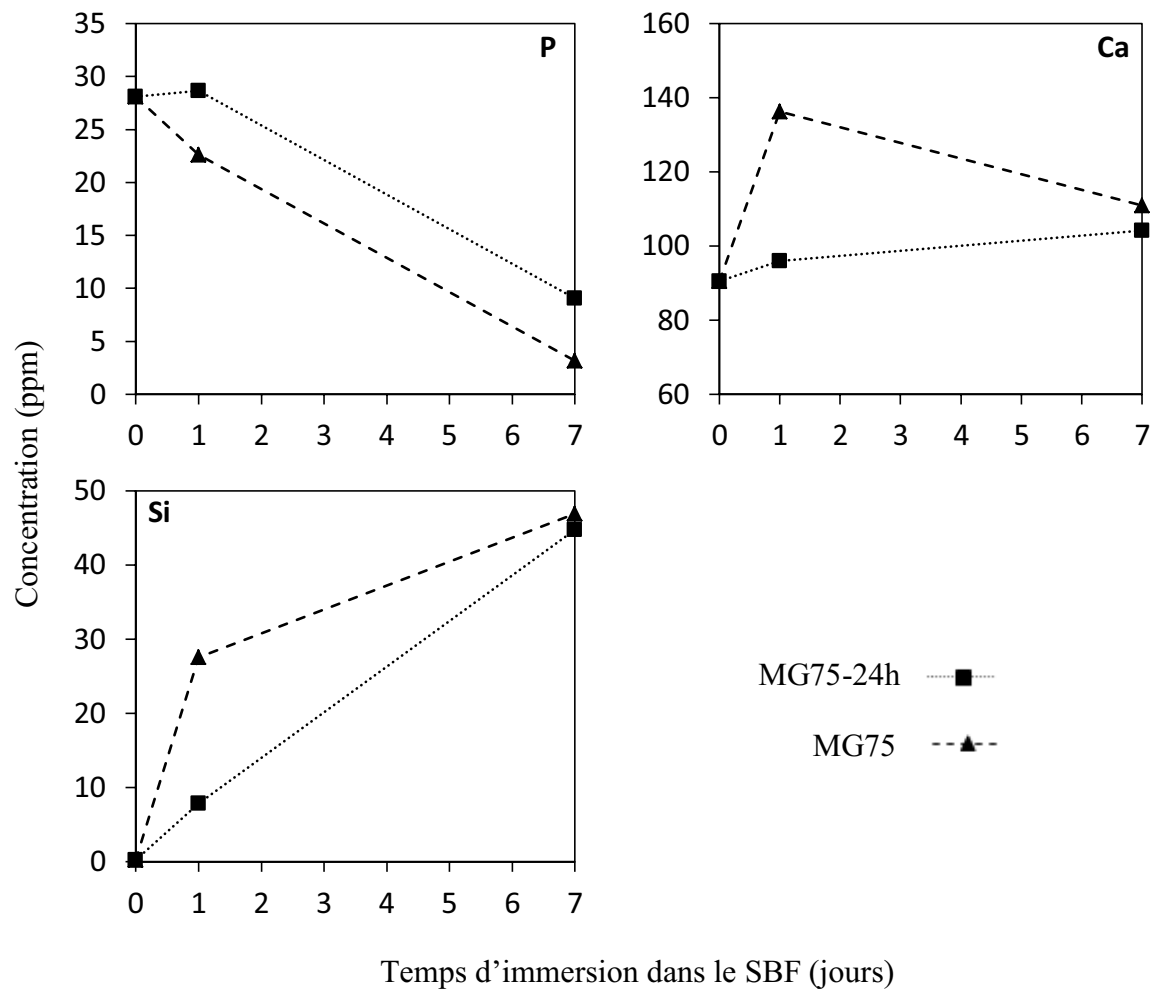 P
35
30
25
20
15
10
5
0
0 1 2 3 4 5 6 7
Ca
160
140
120
100
80
60
0 1 2 3 4 5 6 7
Concentration (ppm)
Si
50
40
30
20
10
0
0 1 2 3 4 5 6 7
MG75-24h
MG75
Temps d’immersion dans le SBF (jours)